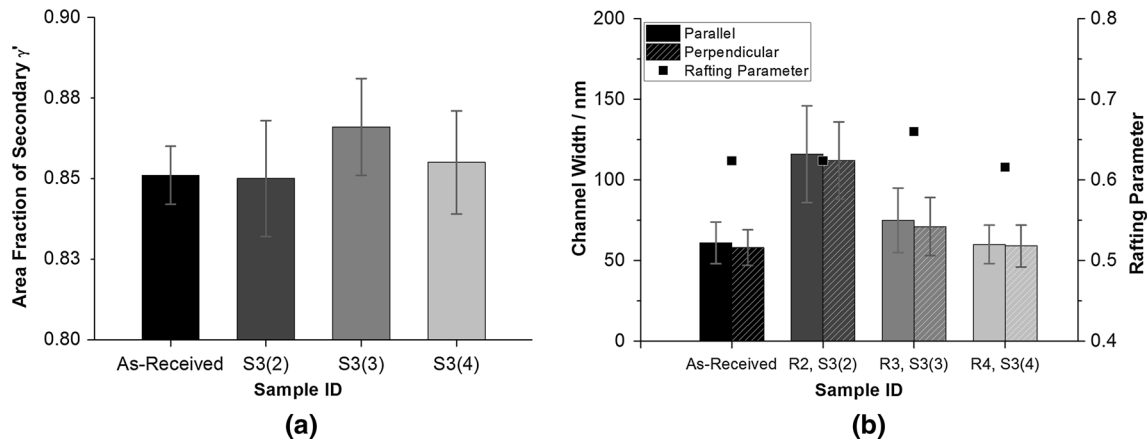 Area Fraction of Secondary γ'
0.90
0.88
0.85
0.83
0.80
As-Received S3(2) S3(3) S3(4)
Sample ID
(a)
Channel Width / nm
200
150
100
50
0
Parallel
Perpendicular
Rafting Parameter
As-Received R2, S3(2) R3, S3(3) R4, S3(4)
Sample ID
0.8
0.7
0.6
0.5
0.4
Rafting Parameter
(b)